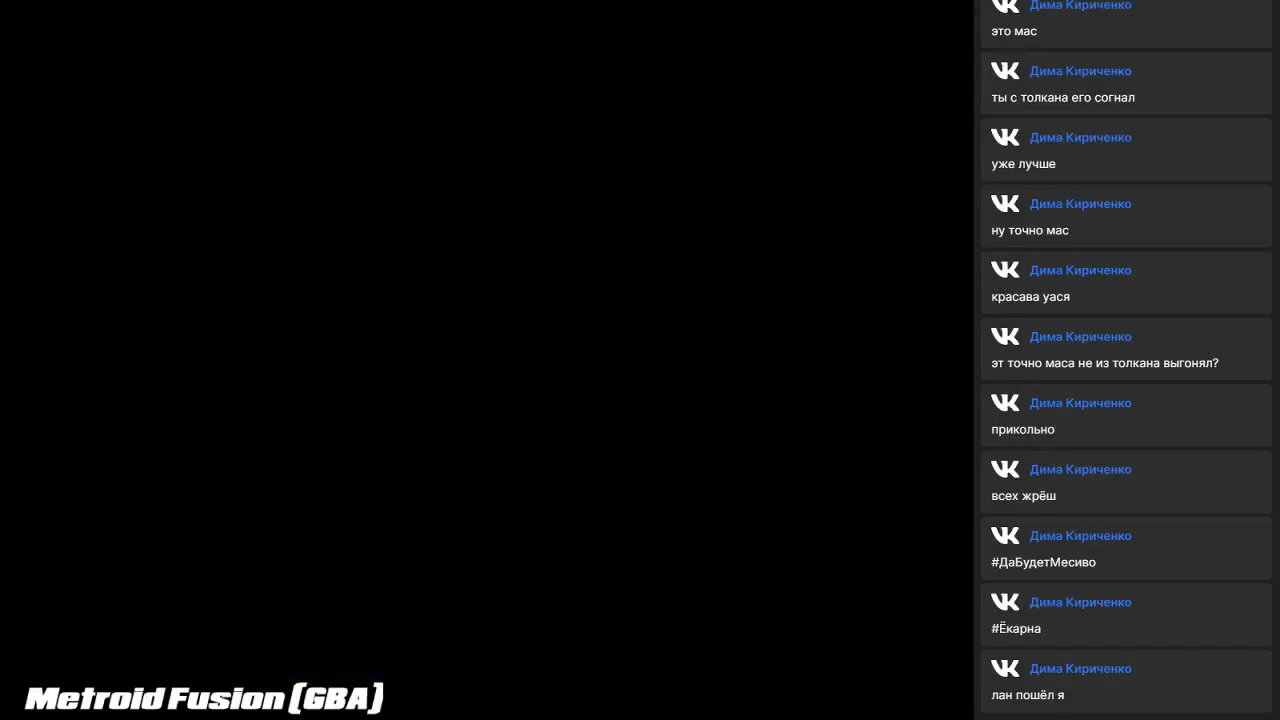 Дима Кириченко
это мас
Дима Кириченко
ты с толкана его согнал
Дима Кириченко
уже лучше
Дима Кириченко
ну точно мас
Дима Кириченко
красава уася
Дима Кириченко
эт точно маса не из толкана выгонял?
Дима Кириченко
прикольно
Дима Кириченко
всех жрёш
Дима Кириченко
#ДаБудетМесиво
Дима Кириченко
#Ёкарна
Дима Кириченко
лан пошёл я
Metroid Fusion (GBA)